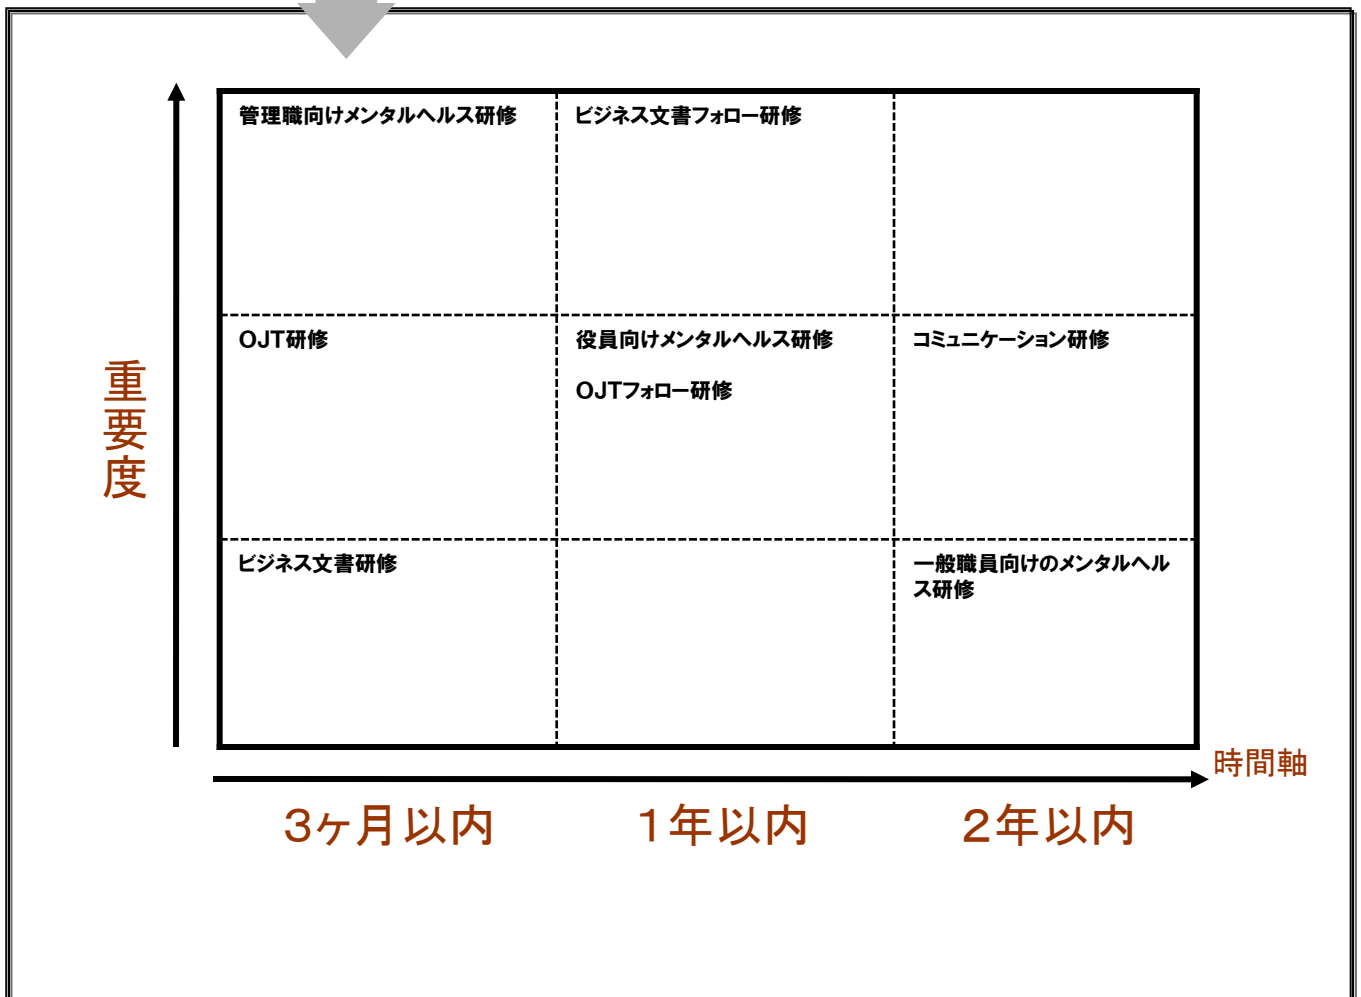 管理職向けメンタルヘルス研修
ビジネス文書フォロー研修
OJT研修
役員向けメンタルヘルス研修
OJTフォロー研修
コミュニケーション研修
ビジネス文書研修
一般職員向けのメンタルヘル
ス研修
重要度
時間軸
3ヶ月以内
1年以内
2年以内